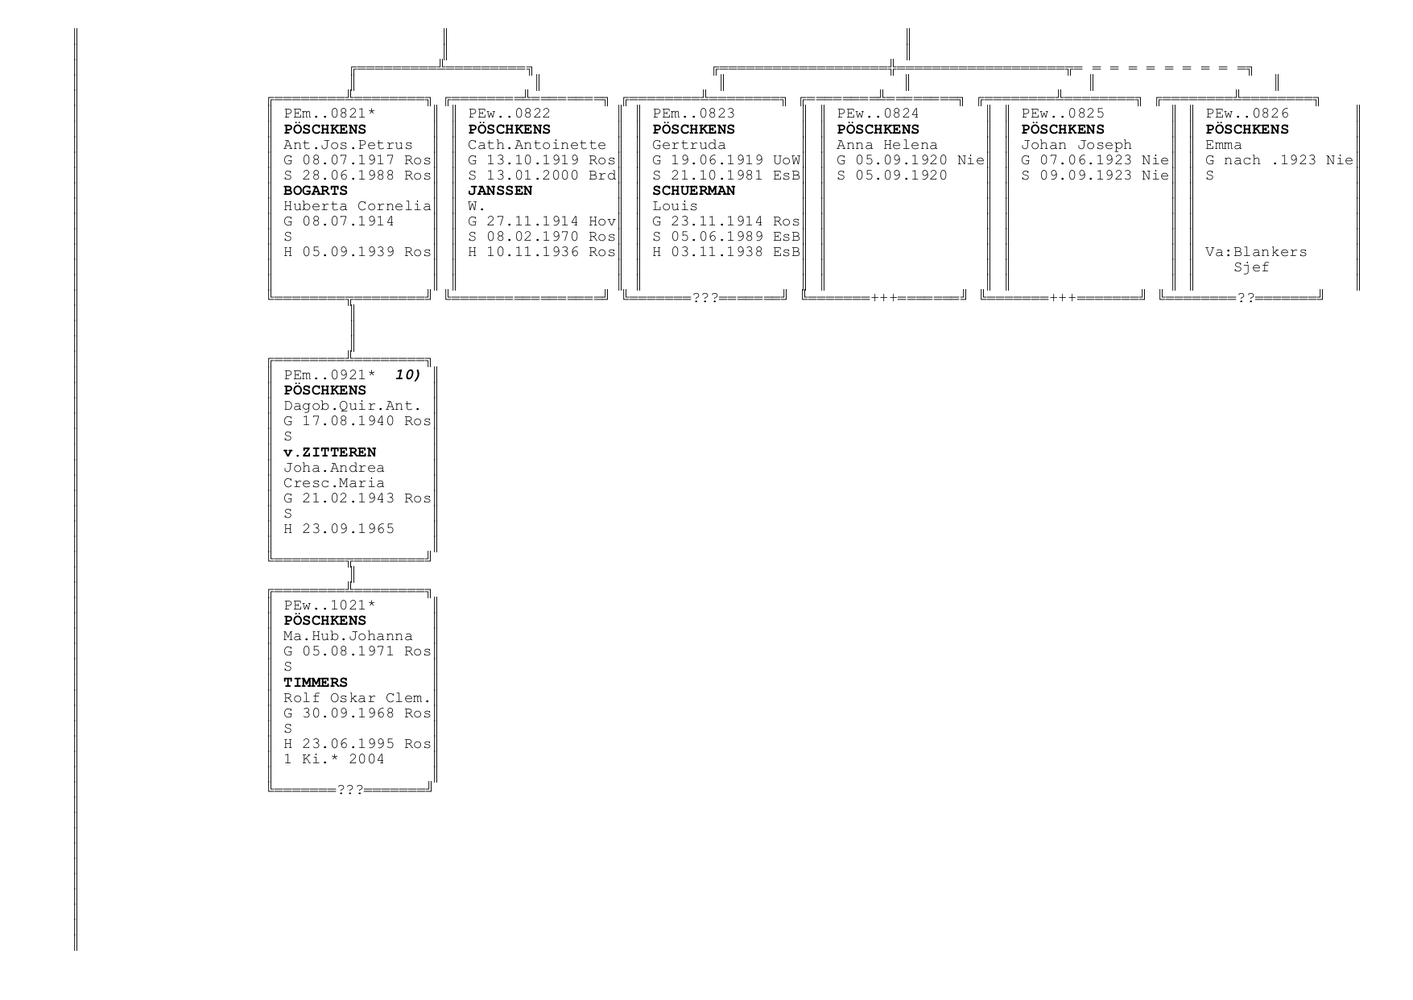 PEm..0821*
PÖSCHKENS
Ant.Jos.Petrus
G 08.07.1917 Ros
S 28.06.1988 Ros
BOGARTS
Huberta Cornelia
G 08.07.1914
S
H 05.09.1939 Ros
PEw..0822
PÖSCHKENS
Cath.Antoinette
G 13.10.1919 Ros
S 13.01.2000 Brd
JANSSEN
W.
G 27.11.1914 Hov
S 08.02.1970 Ros
H 10.11.1936 Ros
PEm..0823
PÖSCHKENS
Gertruda
G 19.06.1919 UoW
S 21.10.1981 EsB
SCHUERMAN
Louis
G 23.11.1914 Ros
S 05.06.1989 EsB
H 03.11.1938 EsB
???
PEw..0824
PÖSCHKENS
Anna Helena
G 05.09.1920 Nie
S 05.09.1920
+++
PEw..0825
PÖSCHKENS
Johan Joseph
G 07.06.1923 Nie
S 09.09.1923 Nie
+++
PEw..0826
PÖSCHKENS
Emma
G nach .1923 Nie
S
Va:Blankers
Sjef
??
PEm..0921* 10)
PÖSCHKENS
Dagob.Quir.Ant.
G 17.08.1940 Ros
S
v.ZITTEREN
Joha.Andrea
Cresc.Maria
G 21.02.1943 Ros
S
H 23.09.1965
PEw..1021*
PÖSCHKENS
Ma.Hub.Johanna
G 05.08.1971 Ros
S
TIMMERS
Rolf Oskar Clem.
G 30.09.1968 Ros
S
H 23.06.1995 Ros
1 Ki.* 2004
???